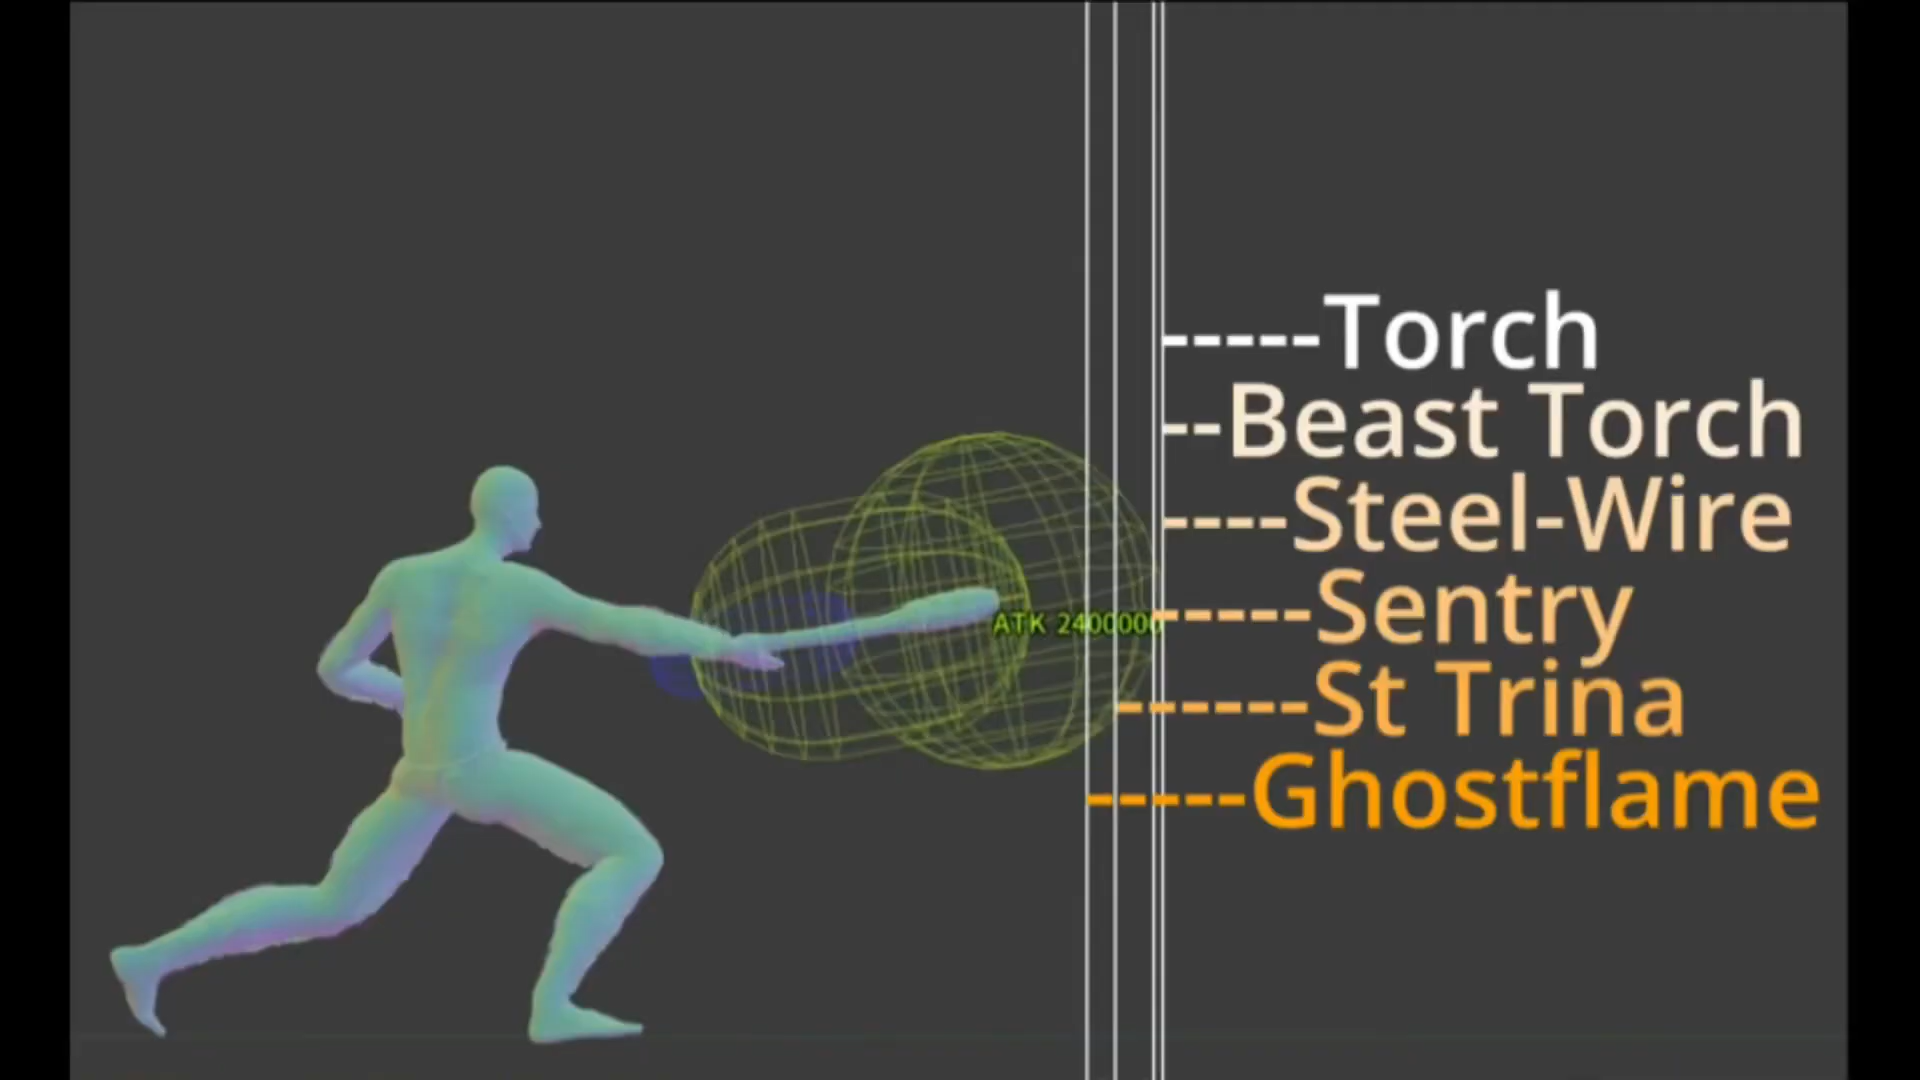 -----Torch
--Beast Torch
----Steel-Wire
-----Sentry
ATK 2400000
------St Trina
-----Ghostflame